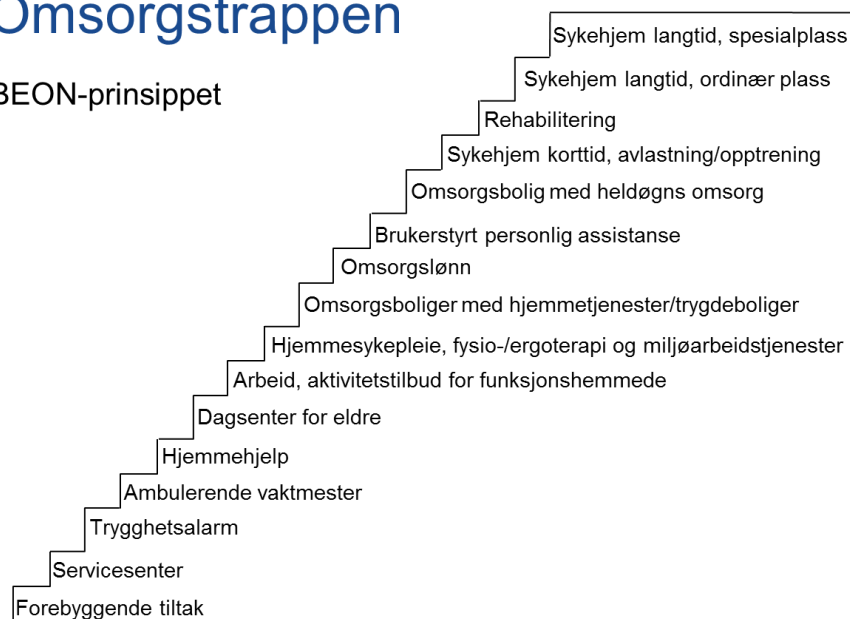 Omsorgstrappen
BEON-prinsippet
Sykehjem langtid, spesialplass
Sykehjem langtid, ordinær plass
Rehabilitering
Sykehjem korttid, avlastning/opptrening
Omsorgsbolig med heldøgns omsorg
Brukerstyrt personlig assistanse
Omsorgslønn
Omsorgsboliger med hjemmetjenester/trygdeboliger
Hjemmesykepleie, fysio-/ergoterapi og miljøarbeidstjenester
Arbeid, aktivitetstilbud for funksjonshemmede
Dagsenter for eldre
Hjemmehjelp
Ambulerende vaktmester
Trygghetsalarm
Servicesenter
Forebyggende tiltak